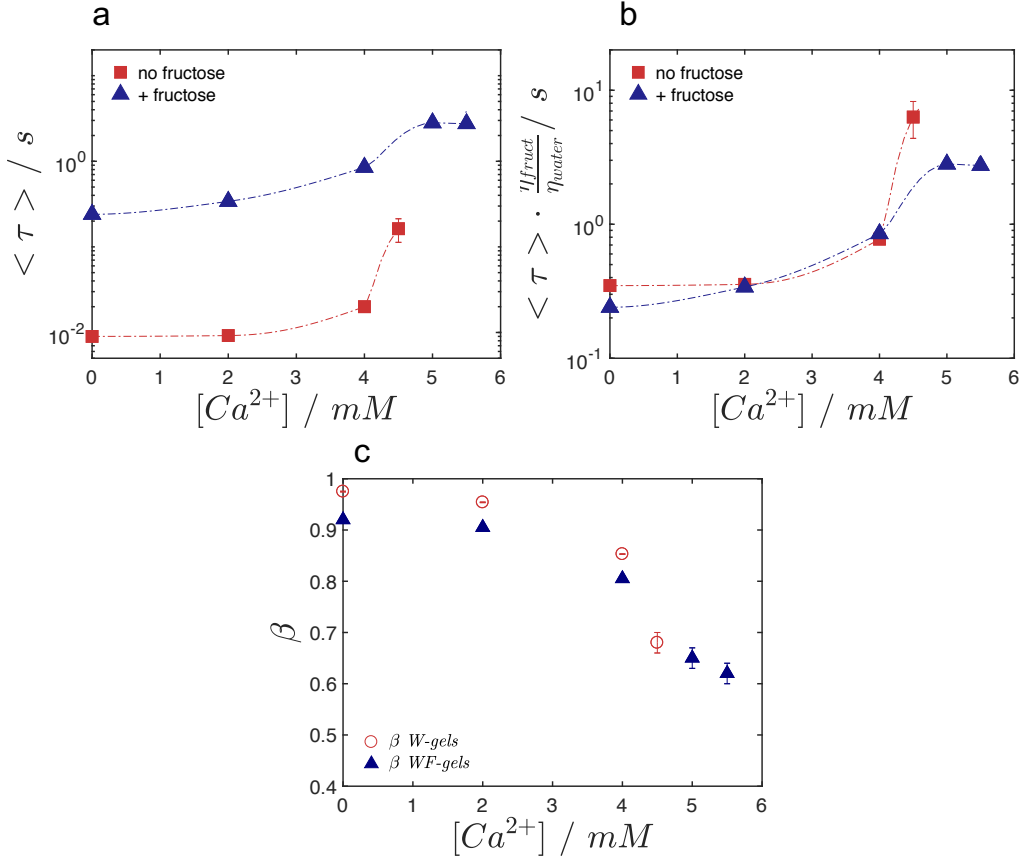 a
no fructose
+ fructose
10^0
10^-2
0 1 2 3 4 5 6
< τ > / s
[Ca^2+] / mM
b
no fructose
+ fructose
10^1
10^0
10^-1
0 1 2 3 4 5 6
< τ > · η_fruct/η_water / s
[Ca^2+] / mM
c
1
0.9
0.8
0.7
0.6
0.5
0.4
β
β W-gels
β WF-gels
0 1 2 3 4 5 6
[Ca^2+] / mM